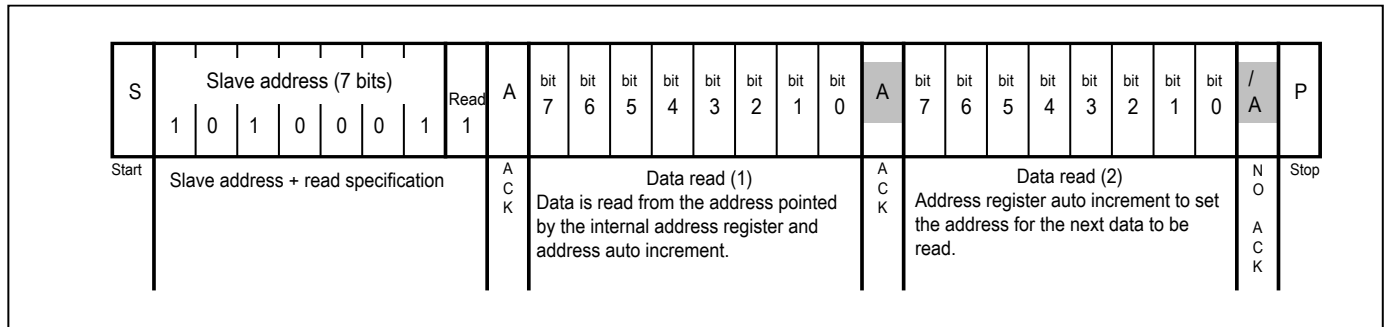 S Slave address (7 bits) Read A bit bit bit bit bit bit bit bit A bit bit bit bit bit bit bit bit / A P
1 0 1 0 0 0 1 1 7 6 5 4 3 2 1 0 7 6 5 4 3 2 1 0
Start Slave address + read specification A C K Data read (1) A C K Data read (2) N O A C K Stop
Data is read from the address pointed
by the internal address register and
address auto increment.
Address register auto increment to set
the address for the next data to be
read.